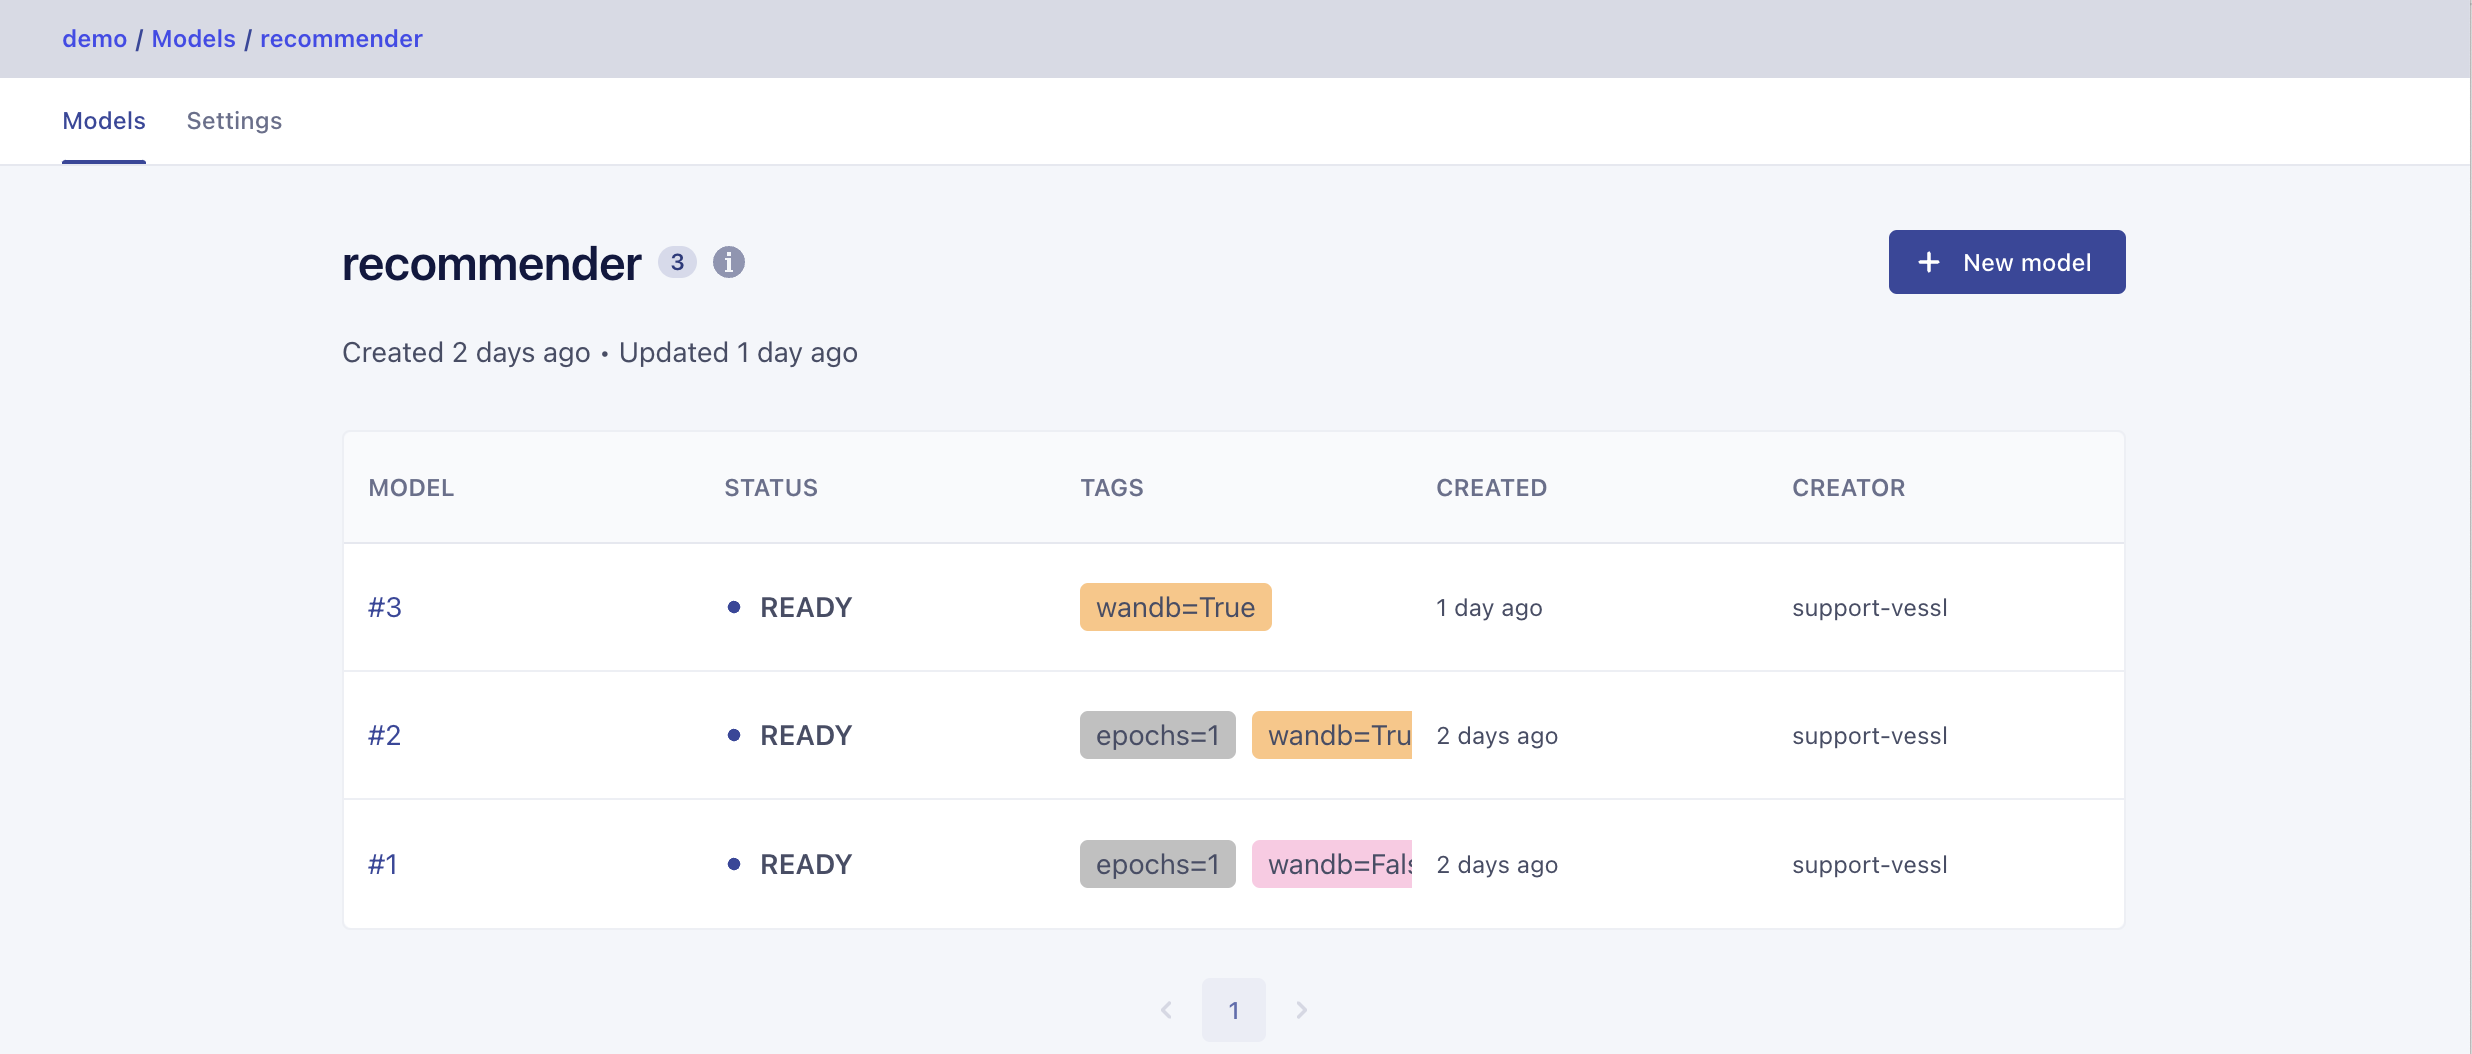 demo / Models / recommender
Models Settings
recommender 3 i
+ New model
Created 2 days ago • Updated 1 day ago
MODEL STATUS TAGS CREATED CREATOR
#3 • READY wandb=True 1 day ago support-vessl
#2 • READY epochs=1 wandb=Tru 2 days ago support-vessl
#1 • READY epochs=1 wandb=Fals 2 days ago support-vessl
< 1 >